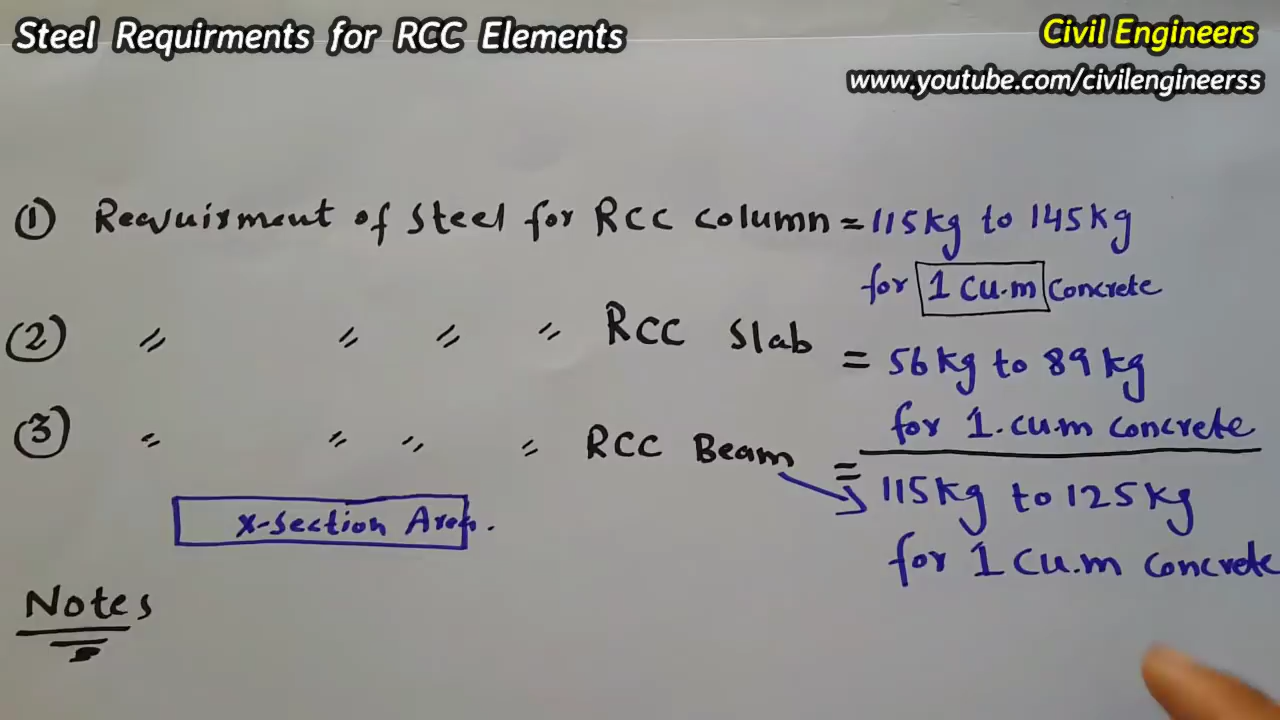 Steel Requirments for RCC Elements
Civil Engineers
www.youtube.com/civilengineerss
① Reavuisment of steel for RCC column = 115kg to 145kg
for 1 cu.m concrete
② " " " " RCC Slab = 56kg to 89kg
for 1.cu.m concrete
③ " " " " RCC Beam = 115kg to 125kg
for 1 cu.m concrete
x-section Area.
Notes